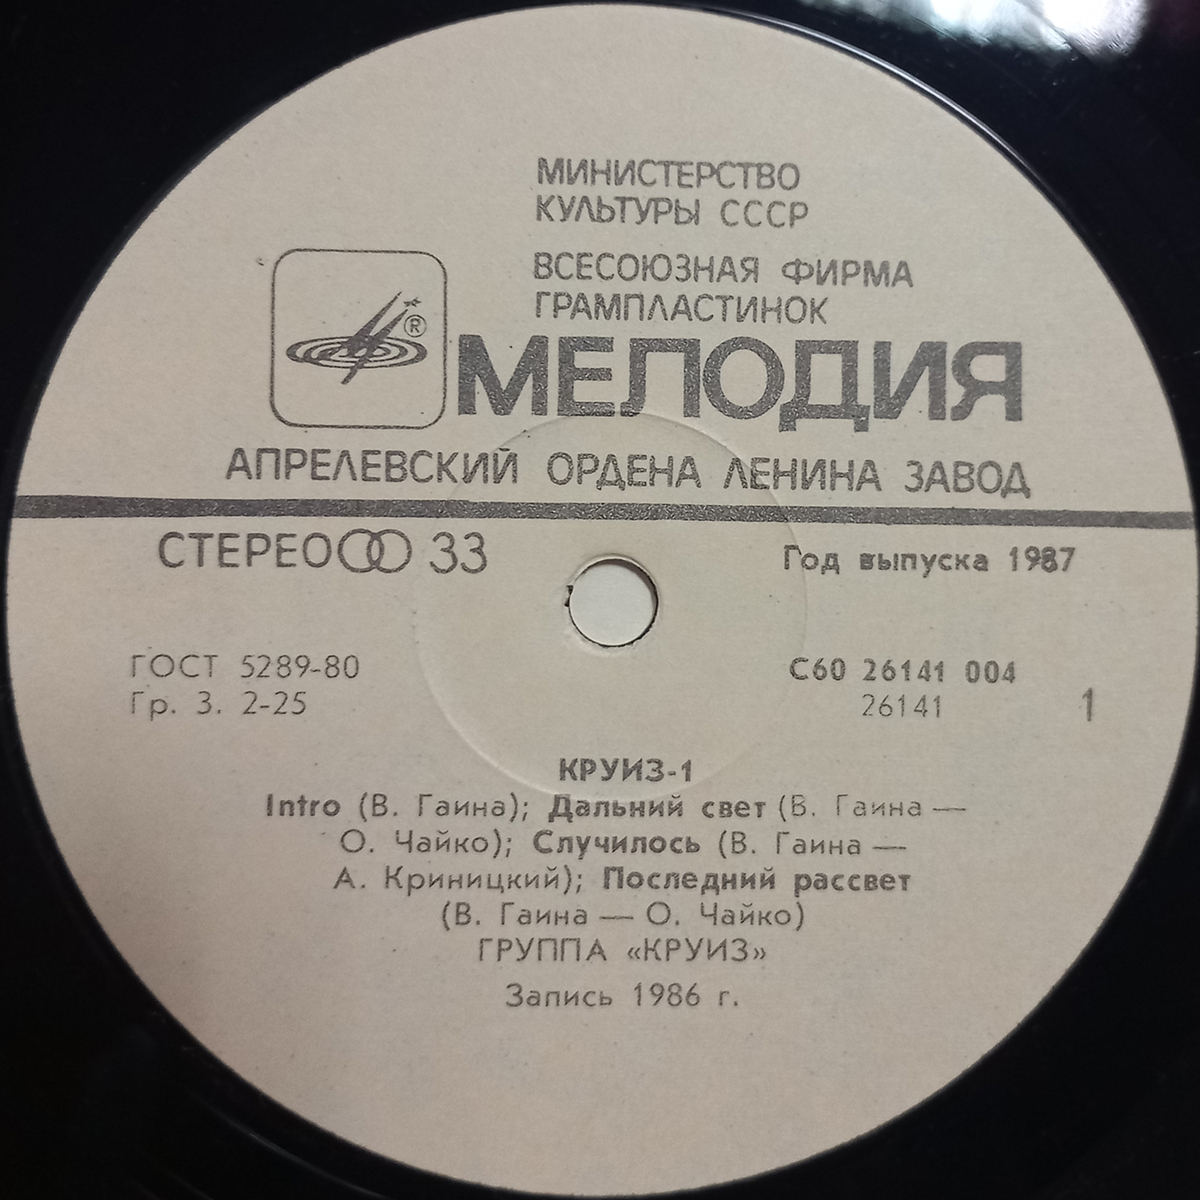 МИНИСТЕРСТВО
КУЛЬТУРЫ СССР
ВСЕСОЮЗНАЯ ФИРМА
ГРАМПЛАСТИНОК
®
МЕЛОДИЯ
АПРЕЛЕВСКИЙ ОРДЕНА ЛЕНИНА ЗАВОД
СТЕРЕО 33
Год выпуска 1987
ГОСТ 5289-80
Гр. 3. 2-25
С60 26141 004
26141
1
КРУИЗ-1
Intro (В. Гаина); Дальний свет (В. Гаина —
О. Чайко); Случилось (В. Гаина —
А. Криницкий); Последний рассвет
(В. Гаина — О. Чайко)
ГРУППА «КРУИЗ»
Запись 1986 г.